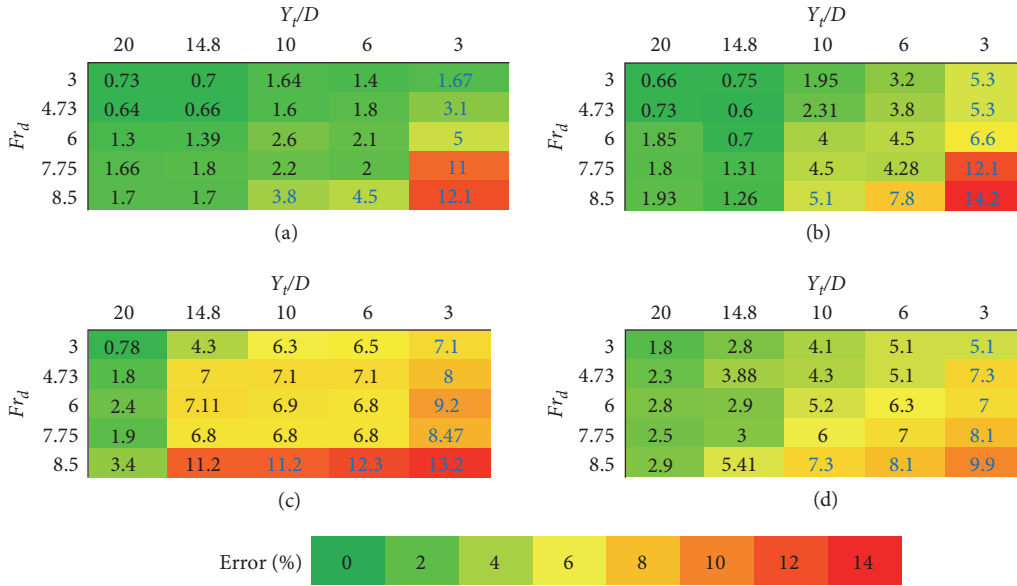 Y_t/D
20 14.8 10 6 3
Fr_d
3 0.73 0.7 1.64 1.4 1.67
4.73 0.64 0.66 1.6 1.8 3.1
6 1.3 1.39 2.6 2.1 5
7.75 1.66 1.8 2.2 2 11
8.5 1.7 1.7 3.8 4.5 12.1
(a)
Y_t/D
20 14.8 10 6 3
Fr_d
3 0.66 0.75 1.95 3.2 5.3
4.73 0.73 0.6 2.31 3.8 5.3
6 1.85 0.7 4 4.5 6.6
7.75 1.8 1.31 4.5 4.28 12.1
8.5 1.93 1.26 5.1 7.8 14.2
(b)
Y_t/D
20 14.8 10 6 3
Fr_d
3 0.78 4.3 6.3 6.5 7.1
4.73 1.8 7 7.1 7.1 8
6 2.4 7.11 6.9 6.8 9.2
7.75 1.9 6.8 6.8 6.8 8.47
8.5 3.4 11.2 11.2 12.3 13.2
(c)
Y_t/D
20 14.8 10 6 3
Fr_d
3 1.8 2.8 4.1 5.1 5.1
4.73 2.3 3.88 4.3 5.1 7.3
6 2.8 2.9 5.2 6.3 7
7.75 2.5 3 6 7 8.1
8.5 2.9 5.41 7.3 8.1 9.9
(d)
Error (%) 0 2 4 6 8 10 12 14